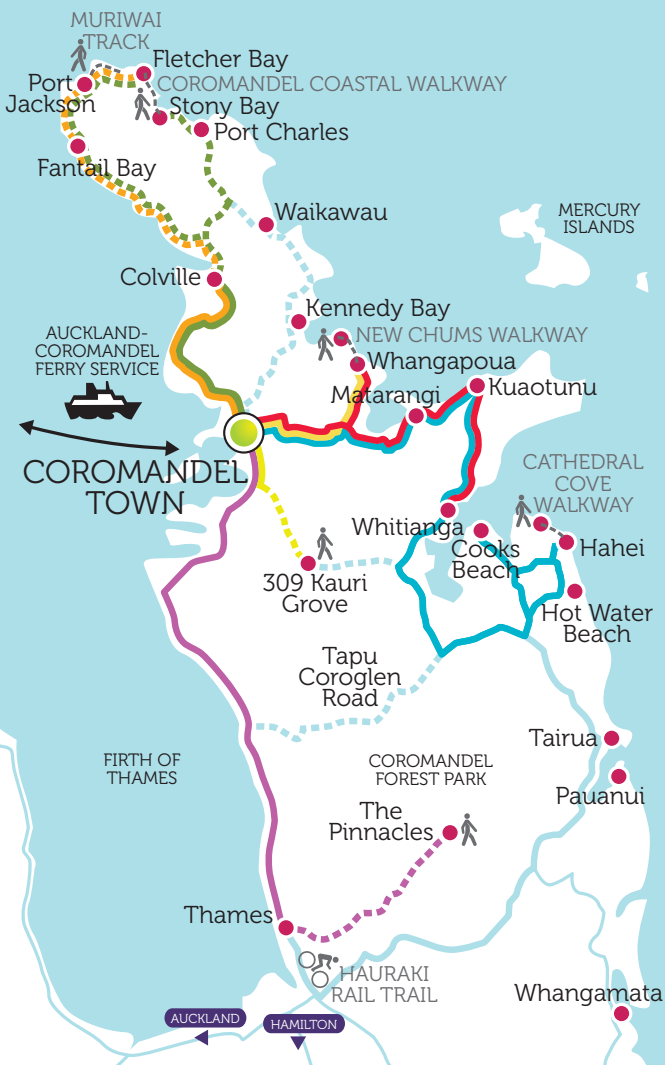 MURIWAI
TRACK
Fletcher Bay
Port
Jackson
COROMANDEL COASTAL WALKWAY
Stony Bay
Port Charles
Fantail Bay
Waikawau
MERCURY
ISLANDS
Colville
Kennedy Bay
AUCKLAND-
COROMANDEL
FERRY SERVICE
NEW CHUMS WALKWAY
Whangapoua
Matarangi
Kuaotunu
COROMANDEL
TOWN
CATHEDRAL
COVE
WALKWAY
Whitianga
Cooks
Beach
Hahei
309 Kauri
Grove
Hot Water
Beach
Tapu
Coroglen
Road
Tairua
FIRTH OF
THAMES
COROMANDEL
FOREST PARK
Pauanui
The
Pinnacles
Thames
HAURAKI
RAIL TRAIL
Whangamata
AUCKLAND
HAMILTON